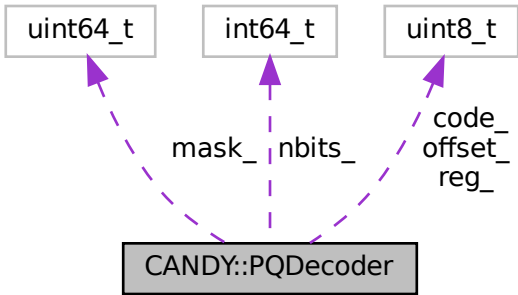 uint64_t
int64_t
uint8_t
mask_
nbits_
code_
offset_
reg_
CANDY::PQDecoder